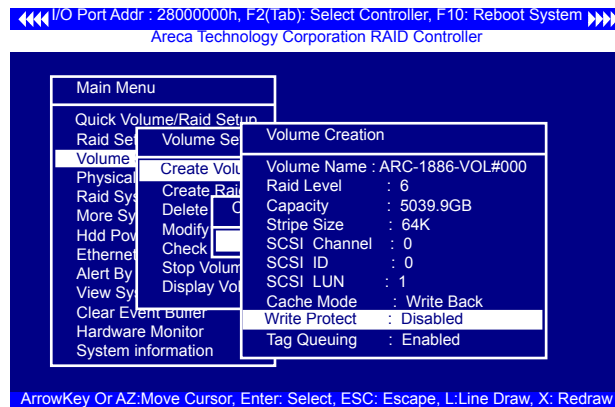 I/O Port Addr : 28000000h, F2(Tab): Select Controller, F10: Reboot System
Areca Technology Corporation RAID Controller
Main Menu
Quick Volume/Raid Setup
Raid Set
Volume
Physical
Raid Sys
More Sy
Hdd Pow
Ethernet
Alert By
View Sy
Clear Event Buffer
Hardware Monitor
System information
Volume Se
Create Volu
Create Rai
Delete
Modify
Check
Stop Volum
Display Vol
C
Volume Creation
Volume Name : ARC-1886-VOL#000
Raid Level : 6
Capacity : 5039.9GB
Stripe Size : 64K
SCSI Channel : 0
SCSI ID : 0
SCSI LUN : 1
Cache Mode : Write Back
Write Protect : Disabled
Tag Queuing : Enabled
ArrowKey Or AZ:Move Cursor, Enter: Select, ESC: Escape, L:Line Draw, X: Redraw